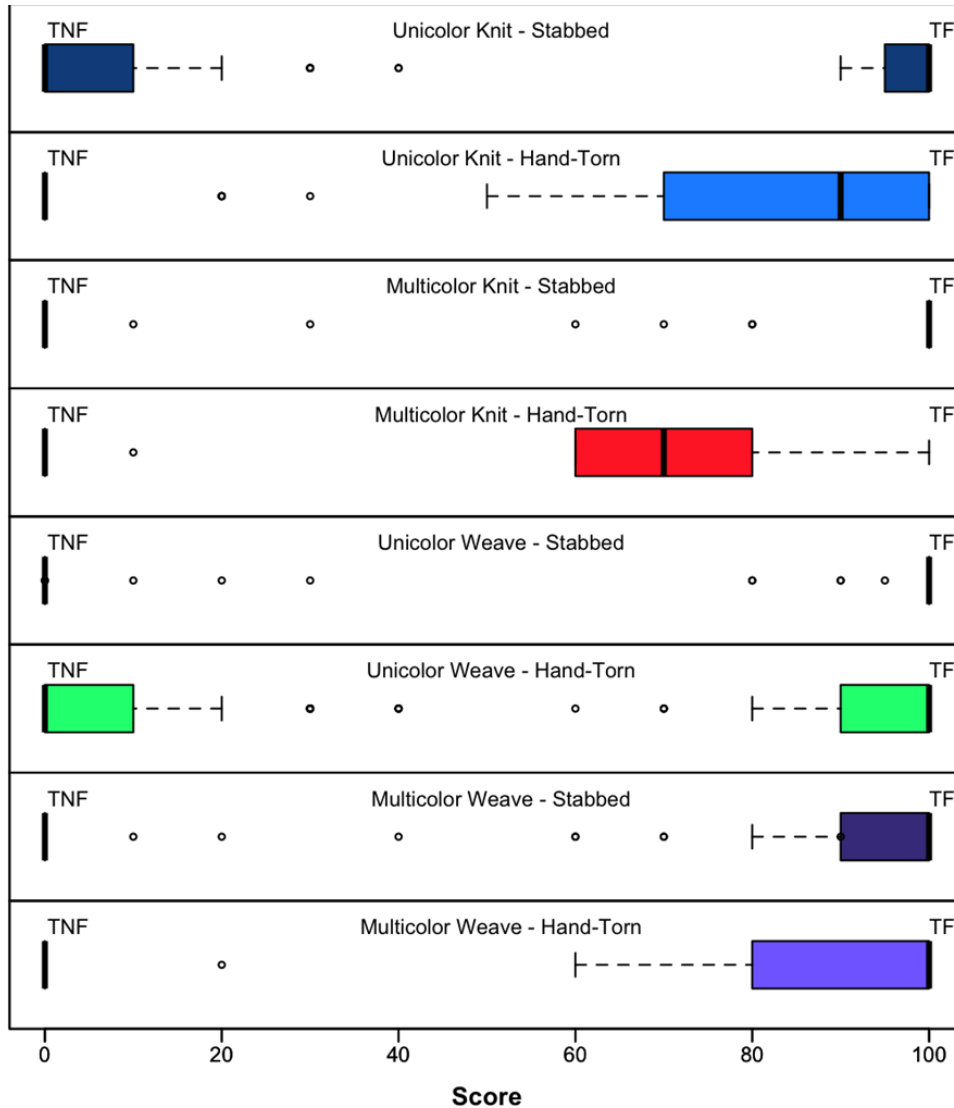 TNF Unicolor Knit - Stabbed TF
TNF Unicolor Knit - Hand-Torn TF
TNF Multicolor Knit - Stabbed TF
TNF Multicolor Knit - Hand-Torn TF
TNF Unicolor Weave - Stabbed TF
TNF Unicolor Weave - Hand-Torn TF
TNF Multicolor Weave - Stabbed TF
TNF Multicolor Weave - Hand-Torn TF
0 20 40 60 80 100
Score